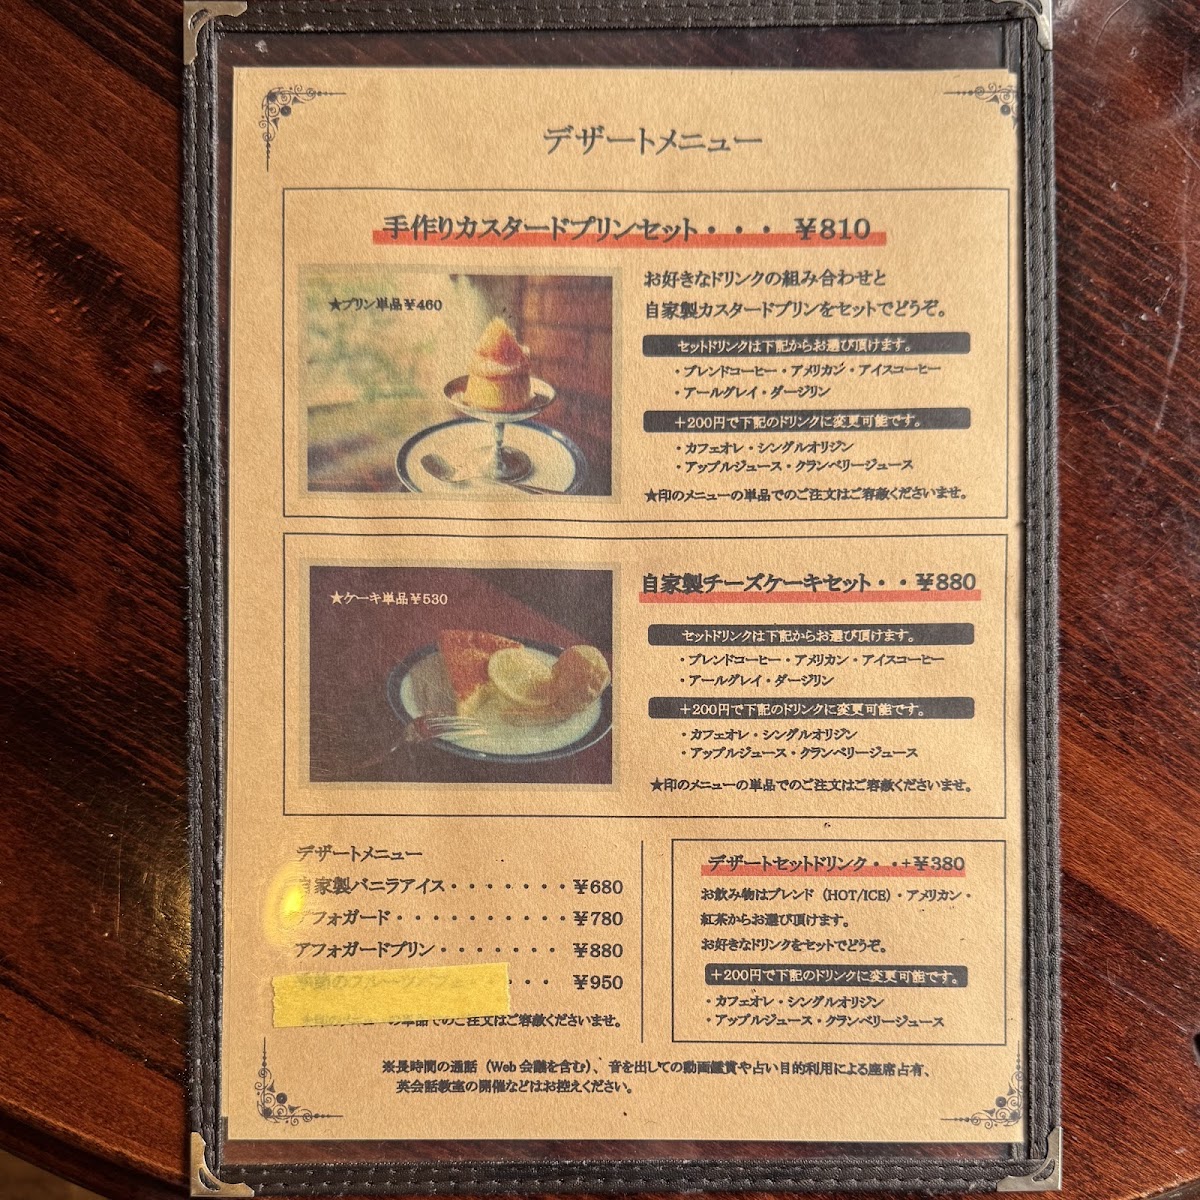 デザートメニュー
手作りカスタードプリンセット・・・ ￥810
★プリン単品￥460
お好きなドリンクの組み合わせと
自家製カスタードプリンをセットでどうぞ。
セットドリンクは下記からお選び頂けます。
・ブレンドコーヒー・アメリカン・アイスコーヒー
・アールグレイ・ダージリン
＋200円で下記のドリンクに変更可能です。
・カフェオレ・シングルオリジン
・アップルジュース・クランベリージュース
★印のメニューの単品でのご注文はご容赦くださいませ。
自家製チーズケーキセット・・￥880
★ケーキ単品￥530
セットドリンクは下記からお選び頂けます。
・ブレンドコーヒー・アメリカン・アイスコーヒー
・アールグレイ・ダージリン
＋200円で下記のドリンクに変更可能です。
・カフェオレ・シングルオリジン
・アップルジュース・クランベリージュース
★印のメニューの単品でのご注文はご容赦くださいませ。
デザートメニュー
自家製バニラアイス・・・・・・・￥680
アフォガード・・・・・・・・・・￥780
アフォガードプリン・・・・・・・￥880
・・・￥950
★印のメニューの単品でのご注文はご容赦くださいませ。
デザートセットドリンク・・+￥380
お飲み物はブレンド（HOT/ICE）・アメリカン・
紅茶からお選び頂けます。
お好きなドリンクをセットでどうぞ。
＋200円で下記のドリンクに変更可能です。
・カフェオレ・シングルオリジン
・アップルジュース・クランベリージュース
※長時間の通話（Web 会議を含む）、音を出しての動画鑑賞や占い目的利用による座席占有、
英会話教室の開催などはお控えください。